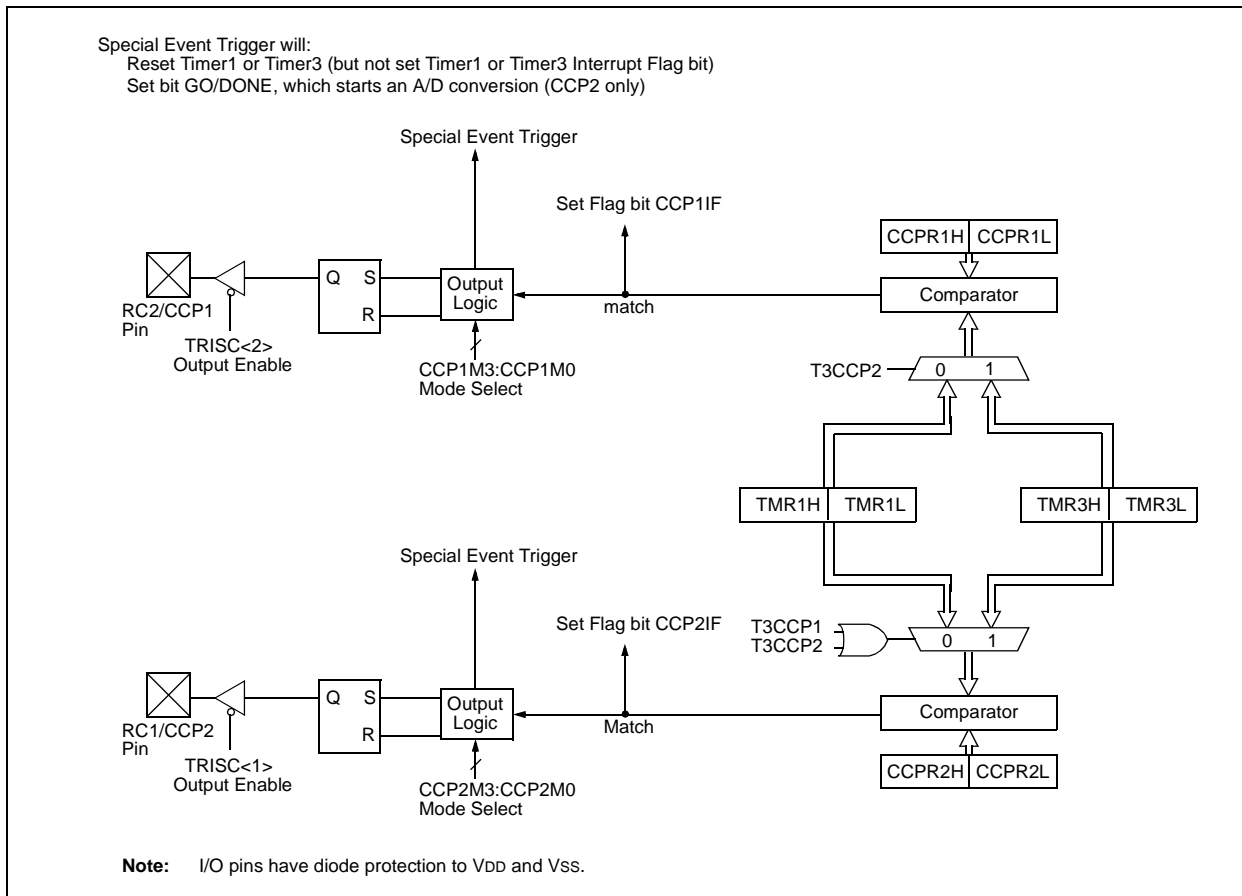 Special Event Trigger will:
Reset Timer1 or Timer3 (but not set Timer1 or Timer3 Interrupt Flag bit)
Set bit GO/DONE, which starts an A/D conversion (CCP2 only)
Special Event Trigger
Set Flag bit CCP1IF
CCPR1H CCPR1L
Q S
R
Output
Logic
match
Comparator
RC2/CCP1
Pin
TRISC<2>
Output Enable
CCP1M3:CCP1M0
Mode Select
T3CCP2
0 1
TMR1H TMR1L
TMR3H TMR3L
Special Event Trigger
Set Flag bit CCP2IF
T3CCP1
T3CCP2
0 1
Q S
R
Output
Logic
Match
Comparator
RC1/CCP2
Pin
TRISC<1>
Output Enable
CCP2M3:CCP2M0
Mode Select
CCPR2H CCPR2L
Note: I/O pins have diode protection to VDD and VSS.